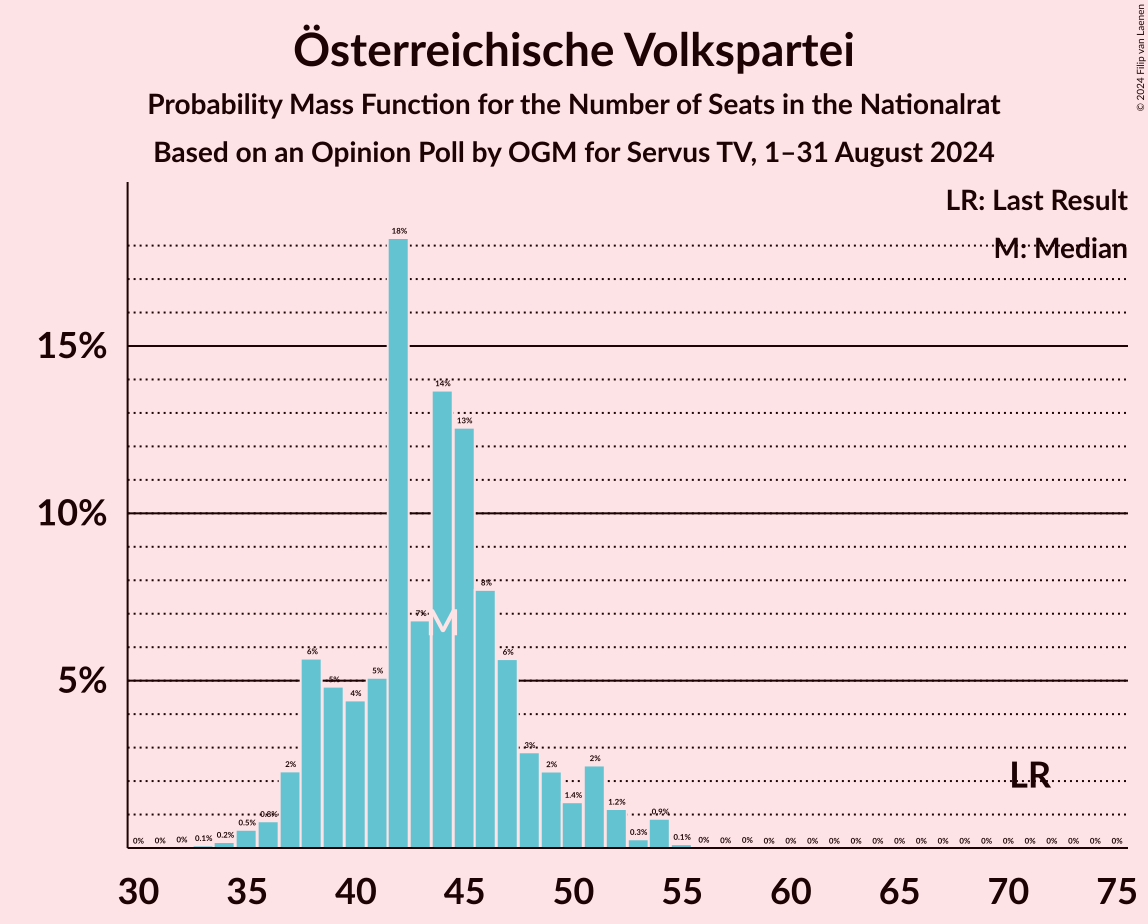 Österreichische Volkspartei
Probability Mass Function for the Number of Seats in the Nationalrat
Based on an Opinion Poll by OGM for Servus TV, 1–31 August 2024
© 2024 Filip van Laenen
LR: Last Result
M: Median
15%
10%
5%
0% 0% 0% 0.1% 0.2% 0.5% 0.8% 2% 6% 5% 4% 5% 18% 7% 14% 13% 8% 6% 3% 2% 1.4% 2% 1.2% 0.3% 0.9% 0.1% 0% 0% 0% 0% 0% 0% 0% 0% 0% 0% 0% 0% 0% 0% 0% 0% 0% 0% 0% 0%
M
LR
30 35 40 45 50 55 60 65 70 75